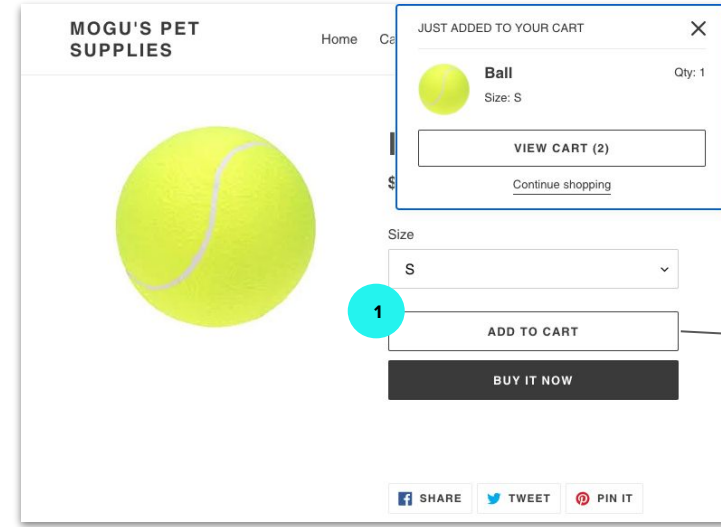 MOGU'S PET
SUPPLIES
Home
JUST ADDED TO YOUR CART
Ball
Qty: 1
Size: S
VIEW CART (2)
Continue shopping
$
Size
S
1
ADD TO CART
BUY IT NOW
SHARE
TWEET
PIN IT